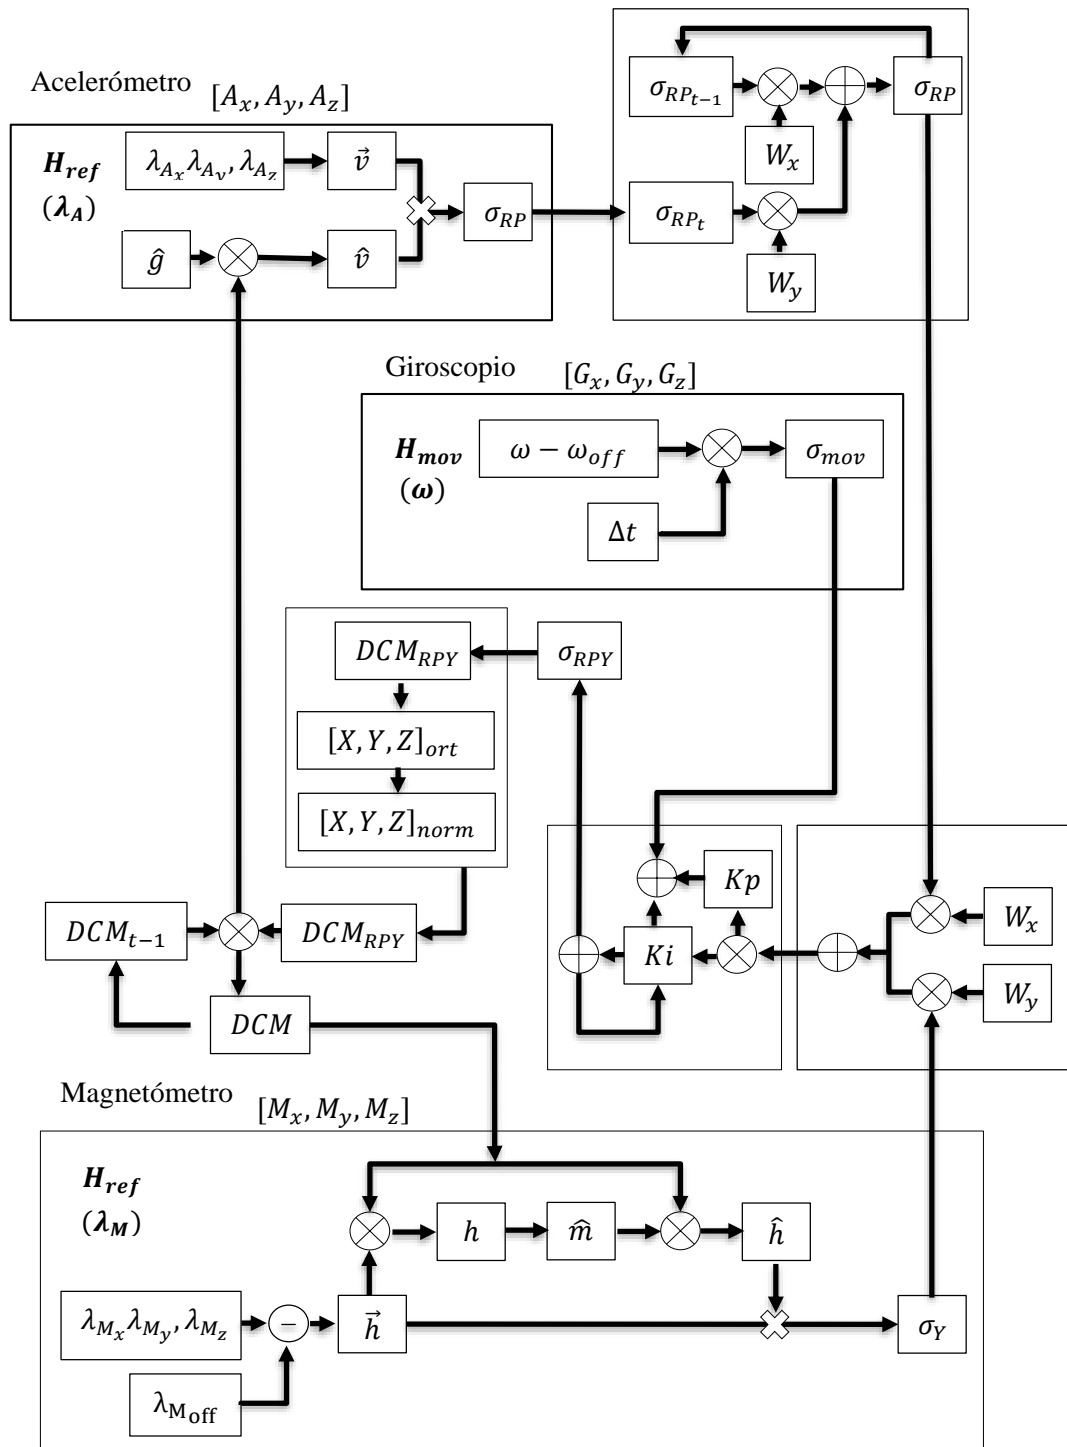 Acelerómetro
[A_x, A_y, A_z]
H_ref
(λ_A)
λ_{A_x} λ_{A_y}, λ_{A_z}
v⃗
ĝ
v̂
σ_RP
σ_{RP_{t−1}}
W_x
σ_RP
σ_{RP_t}
W_y
Giroscopio
[G_x, G_y, G_z]
H_mov
(ω)
ω − ω_off
σ_mov
Δt
DCM_RPY
σ_RPY
[X, Y, Z]_ort
[X, Y, Z]_norm
Kp
DCM_{t−1}
DCM_RPY
Ki
W_x
W_y
DCM
Magnetómetro
[M_x, M_y, M_z]
H_ref
(λ_M)
h
m̂
ĥ
λ_{M_x} λ_{M_y}, λ_{M_z}
−
h⃗
σ_Y
λ_{M_off}